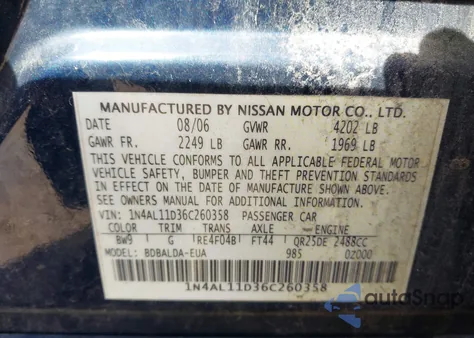 MANUFACTURED BY NISSAN MOTOR CO., LTD.
DATE 08/06 GVWR 4202 LB
GAWR FR. 2249 LB GAWR RR. 1969 LB
THIS VEHICLE CONFORMS TO ALL APPLICABLE FEDERAL MOTOR
VEHICLE SAFETY, BUMPER AND THEFT PREVENTION STANDARDS
IN EFFECT ON THE DATE OF MANUFACTURE SHOWN ABOVE.
SEE OWNERS MANUAL ADDITIONAL INFORMATION.
VIN: 1N4AL11D36C260358 PASSENGER CAR
COLOR TRIM TRANS AXLE ENGINE
BW9 G RE4F04B FT44 QR25DE 2488CC
MODEL: BDBALDA-EUA 985 02000
1N4AL11D36C260358
autoSnap